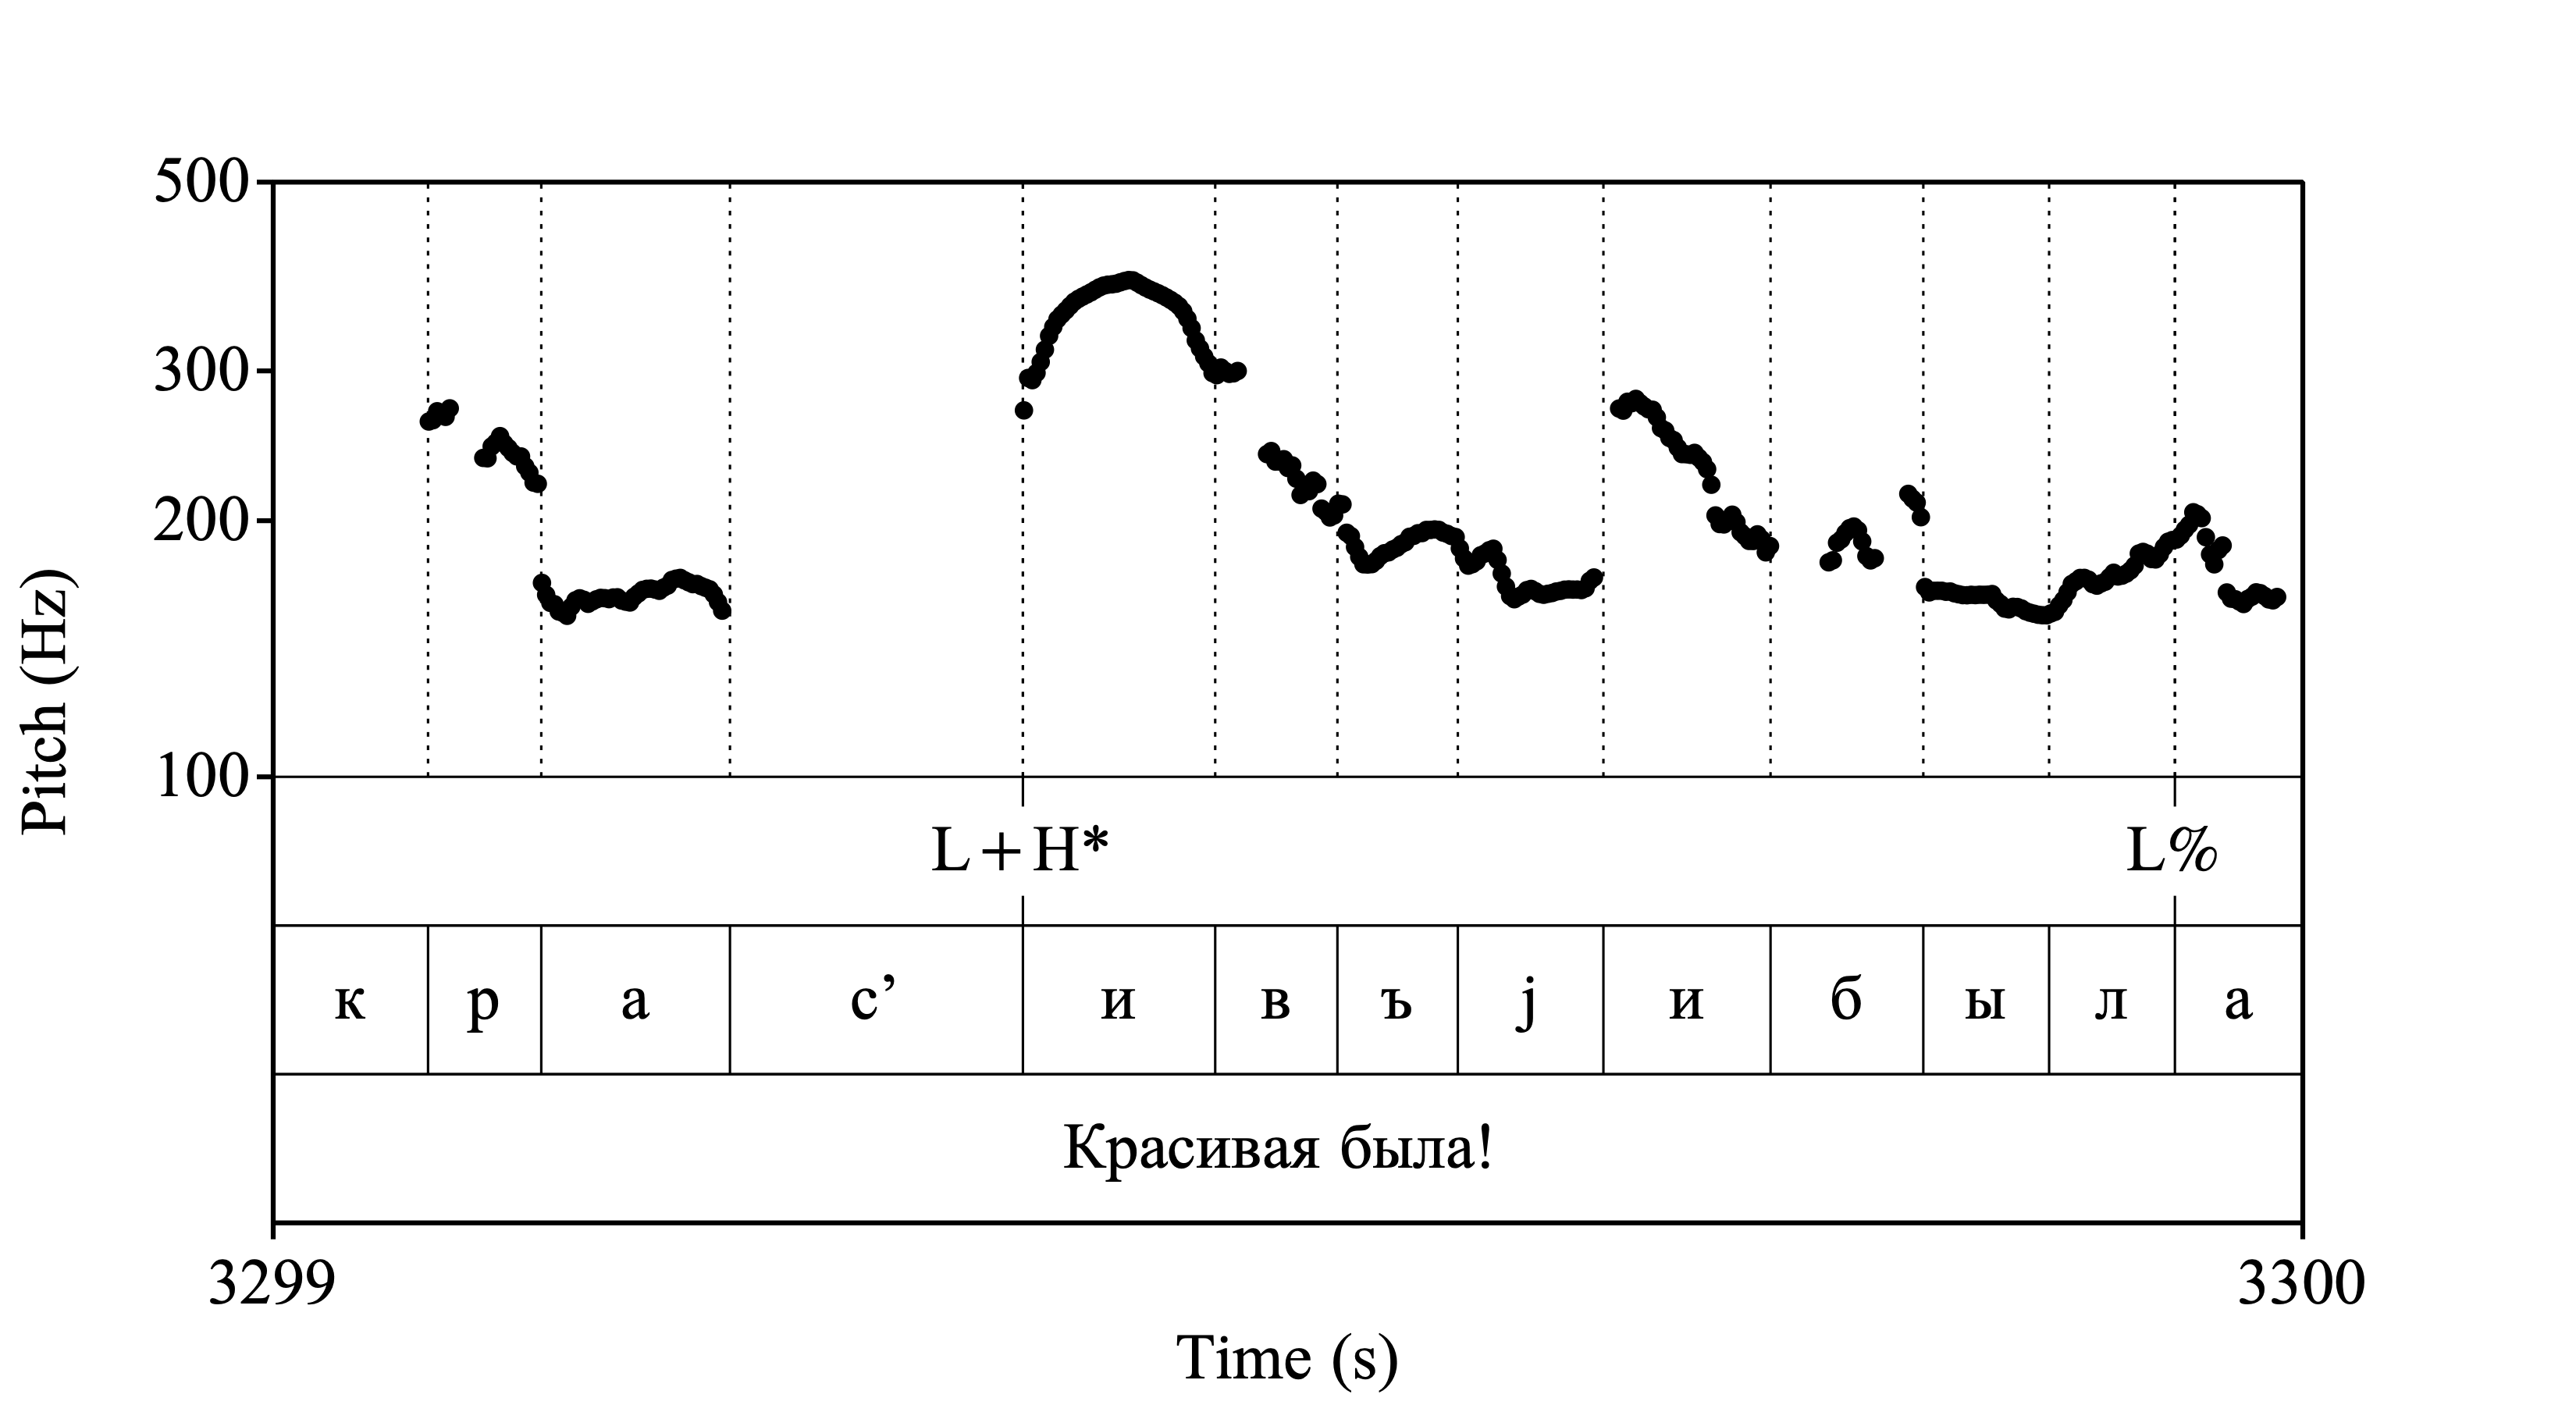 500
300
200
100
Pitch (Hz)
L+H* L%
к р а с’ и в ъ j и б ы л а
Красивая была!
3299 3300
Time (s)